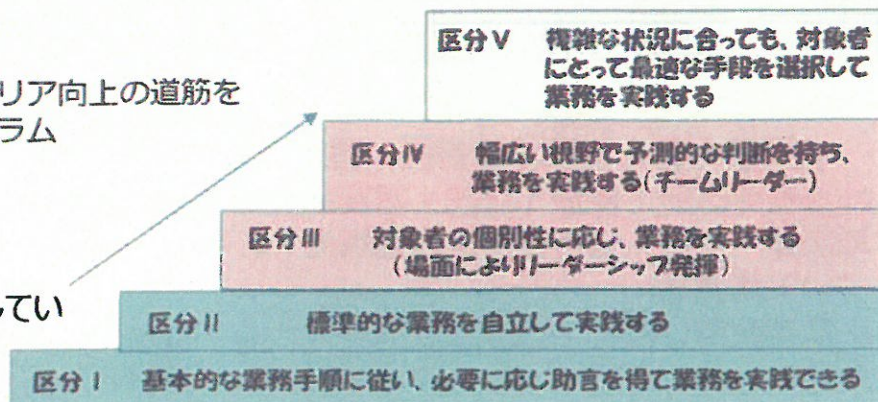 リア向上の道筋を
ラム
てい
区分Ⅴ 複雑な状況に合っても、対象者
にとって最適な手段を選択して
業務を実践する
区分Ⅳ 幅広い視野で予測的な判断を持ち、
業務を実践する(チームリーダー)
区分Ⅲ 対象者の個別性に応じ、業務を実践する
(場面によりリーダーシップ発揮)
区分Ⅱ 標準的な業務を自立して実践する
区分Ⅰ 基本的な業務手順に従い、必要に応じ助言を得て業務を実践できる